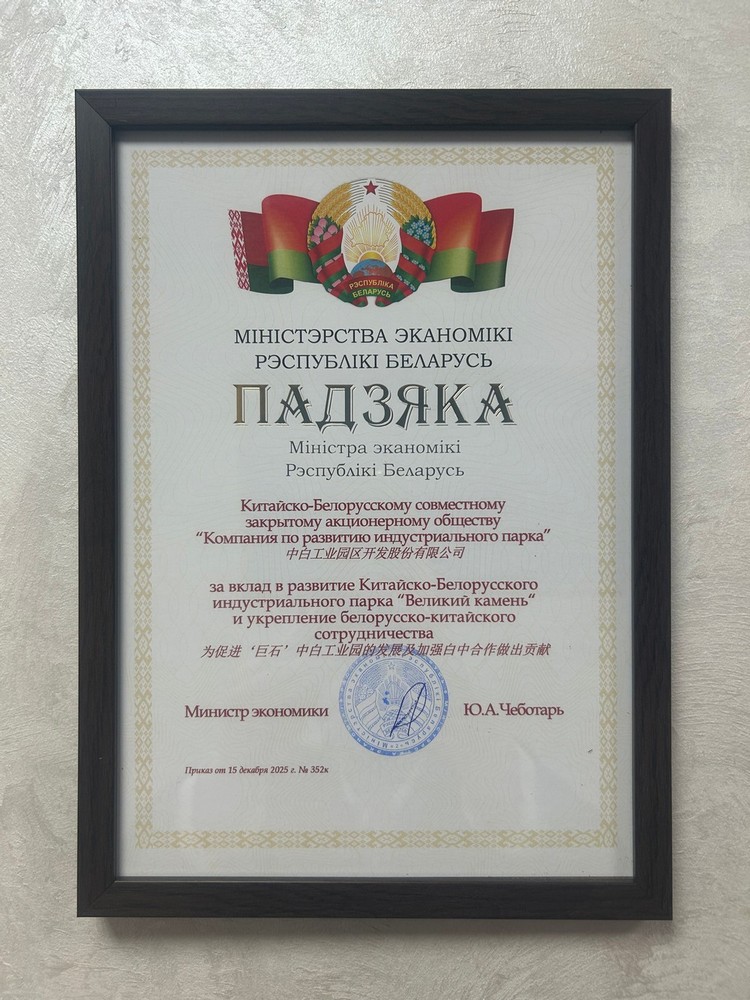 РЭСПУБЛІКА
БЕЛАРУСЬ
МІНІСТЭРСТВА ЭКАНОМІКІ
РЭСПУБЛІКІ БЕЛАРУСЬ
ПАДЗЯКА
Міністра эканомікі
Рэспублікі Беларусь
Китайско-Белорусскому совместному
закрытому акционерному обществу
“Компания по развитию индустриального парка”
中白工业园区开发股份有限公司
за вклад в развитие Китайско-Белорусского
индустриального парка “Великий камень“
и укрепление белорусско-китайского
сотрудничества
为促进‘巨石’中白工业园的发展及加强白中合作做出贡献
Министр экономики Ю.А.Чеботарь
Приказ от 15 декабря 2025 г. № 352к